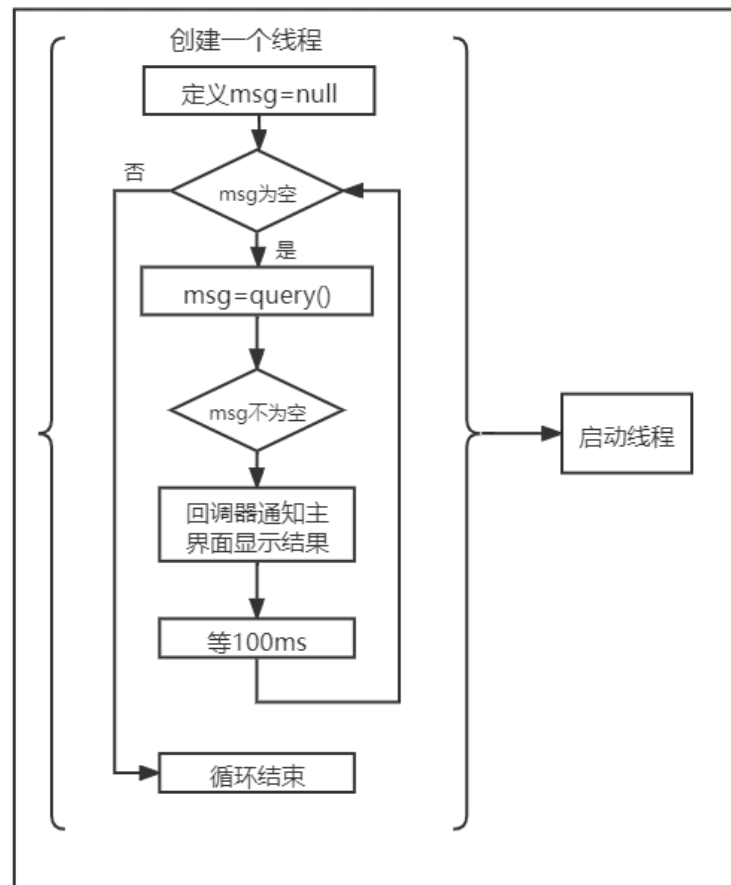 创建一个线程
定义msg=null
否
msg为空
是
msg=query()
msg不为空
回调器通知主
界面显示结果
启动线程
等100ms
循环结束